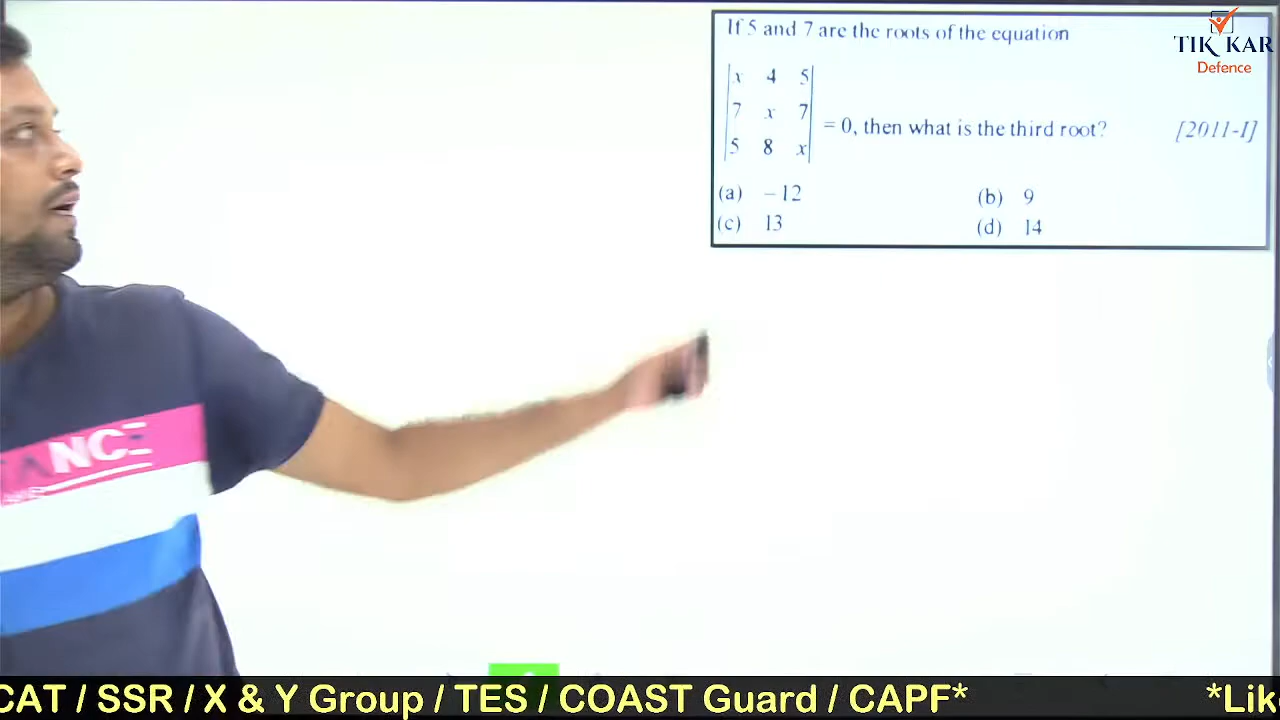 If 5 and 7 are the roots of the equation
TIK KAR
Defence
x 4 5
7 x 7
5 8 x
= 0, then what is the third root? [2011-I]
(a) −12 (b) 9
(c) 13 (d) 14
ANCE
CAT / SSR / X & Y Group / TES / COAST Guard / CAPF* *Lik